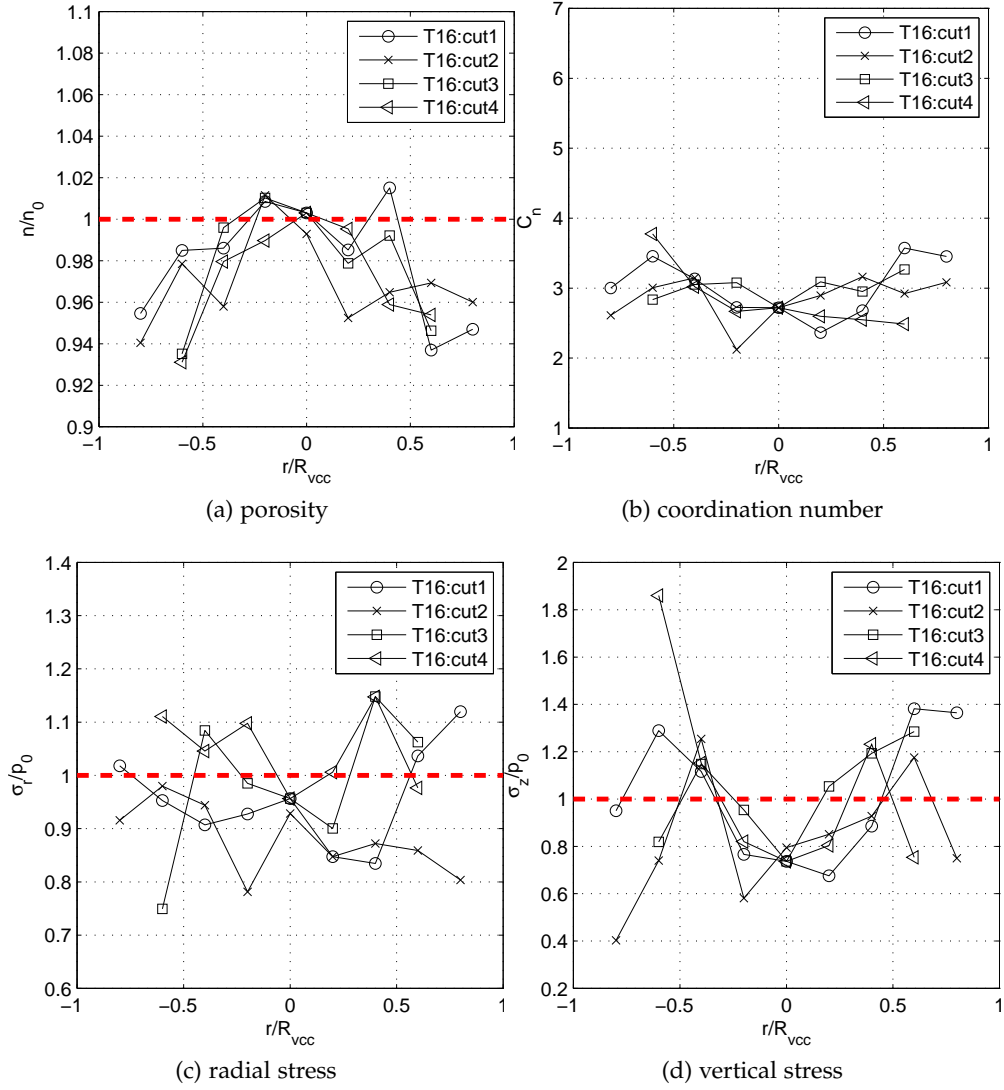 1.1
1.08
1.06
1.04
1.02
1
0.98
0.96
0.94
0.92
0.9
n/n0
−1 −0.5 0 0.5 1
r/Rvcc
T16:cut1
T16:cut2
T16:cut3
T16:cut4
(a) porosity
7
6
5
4
3
2
1
Cn
−1 −0.5 0 0.5 1
r/Rvcc
T16:cut1
T16:cut2
T16:cut3
T16:cut4
(b) coordination number
1.4
1.3
1.2
1.1
1
0.9
0.8
0.7
0.6
σr/p0
−1 −0.5 0 0.5 1
r/Rvcc
T16:cut1
T16:cut2
T16:cut3
T16:cut4
(c) radial stress
2
1.8
1.6
1.4
1.2
1
0.8
0.6
0.4
0.2
σz/p0
−1 −0.5 0 0.5 1
r/Rvcc
T16:cut1
T16:cut2
T16:cut3
T16:cut4
(d) vertical stress